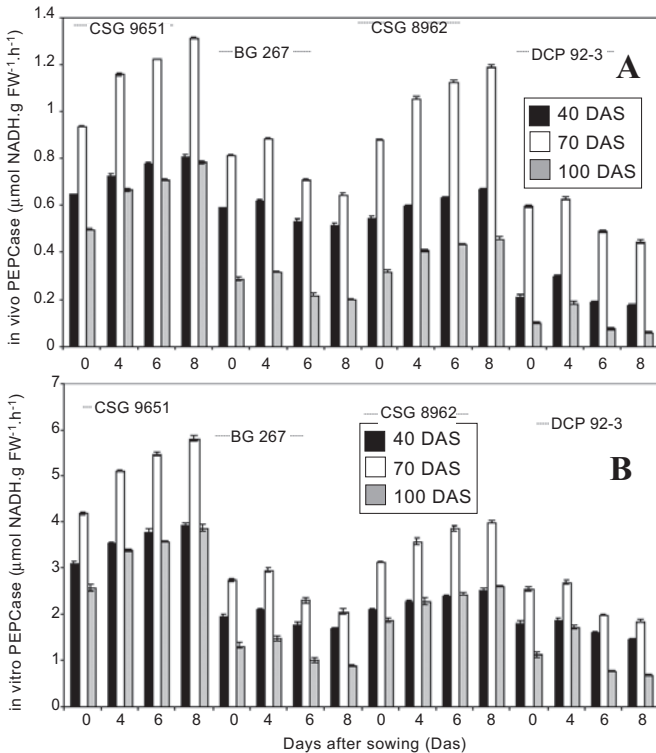 in vivo PEPCase (μmol NADH.g FW-1.h-1)
1.4
1.2
1
0.8
0.6
0.4
0.2
0
CSG 9651
BG 267
CSG 8962
DCP 92-3
A
40 DAS
70 DAS
100 DAS
0 4 6 8 0 4 6 8 0 4 6 8 0 4 6 8
in vitro PEPCase (μmol NADH.g FW-1.h-1)
7
6
5
4
3
2
1
0
CSG 9651
BG 267
CSG 8962
DCP 92-3
40 DAS
70 DAS
100 DAS
B
0 4 6 8 0 4 6 8 0 4 6 8 0 4 6 8
Days after sowing (Das)